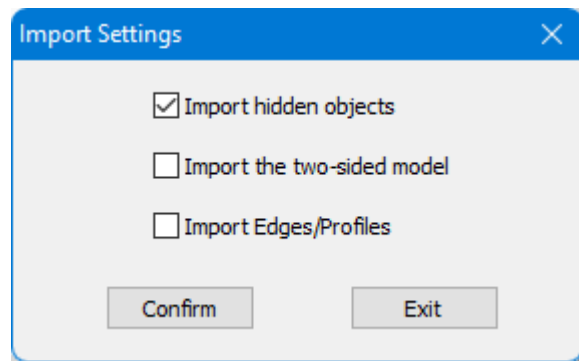 Import Settings
Import hidden objects
Import the two-sided model
Import Edges/Profiles
Confirm Exit